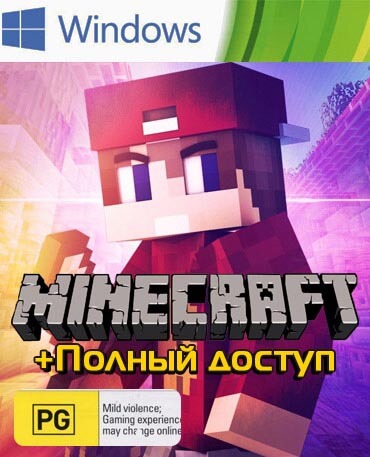 Windows
MINECRAFT
+Полный доступ
PG
Mild violence;
Gaming experience
may change online